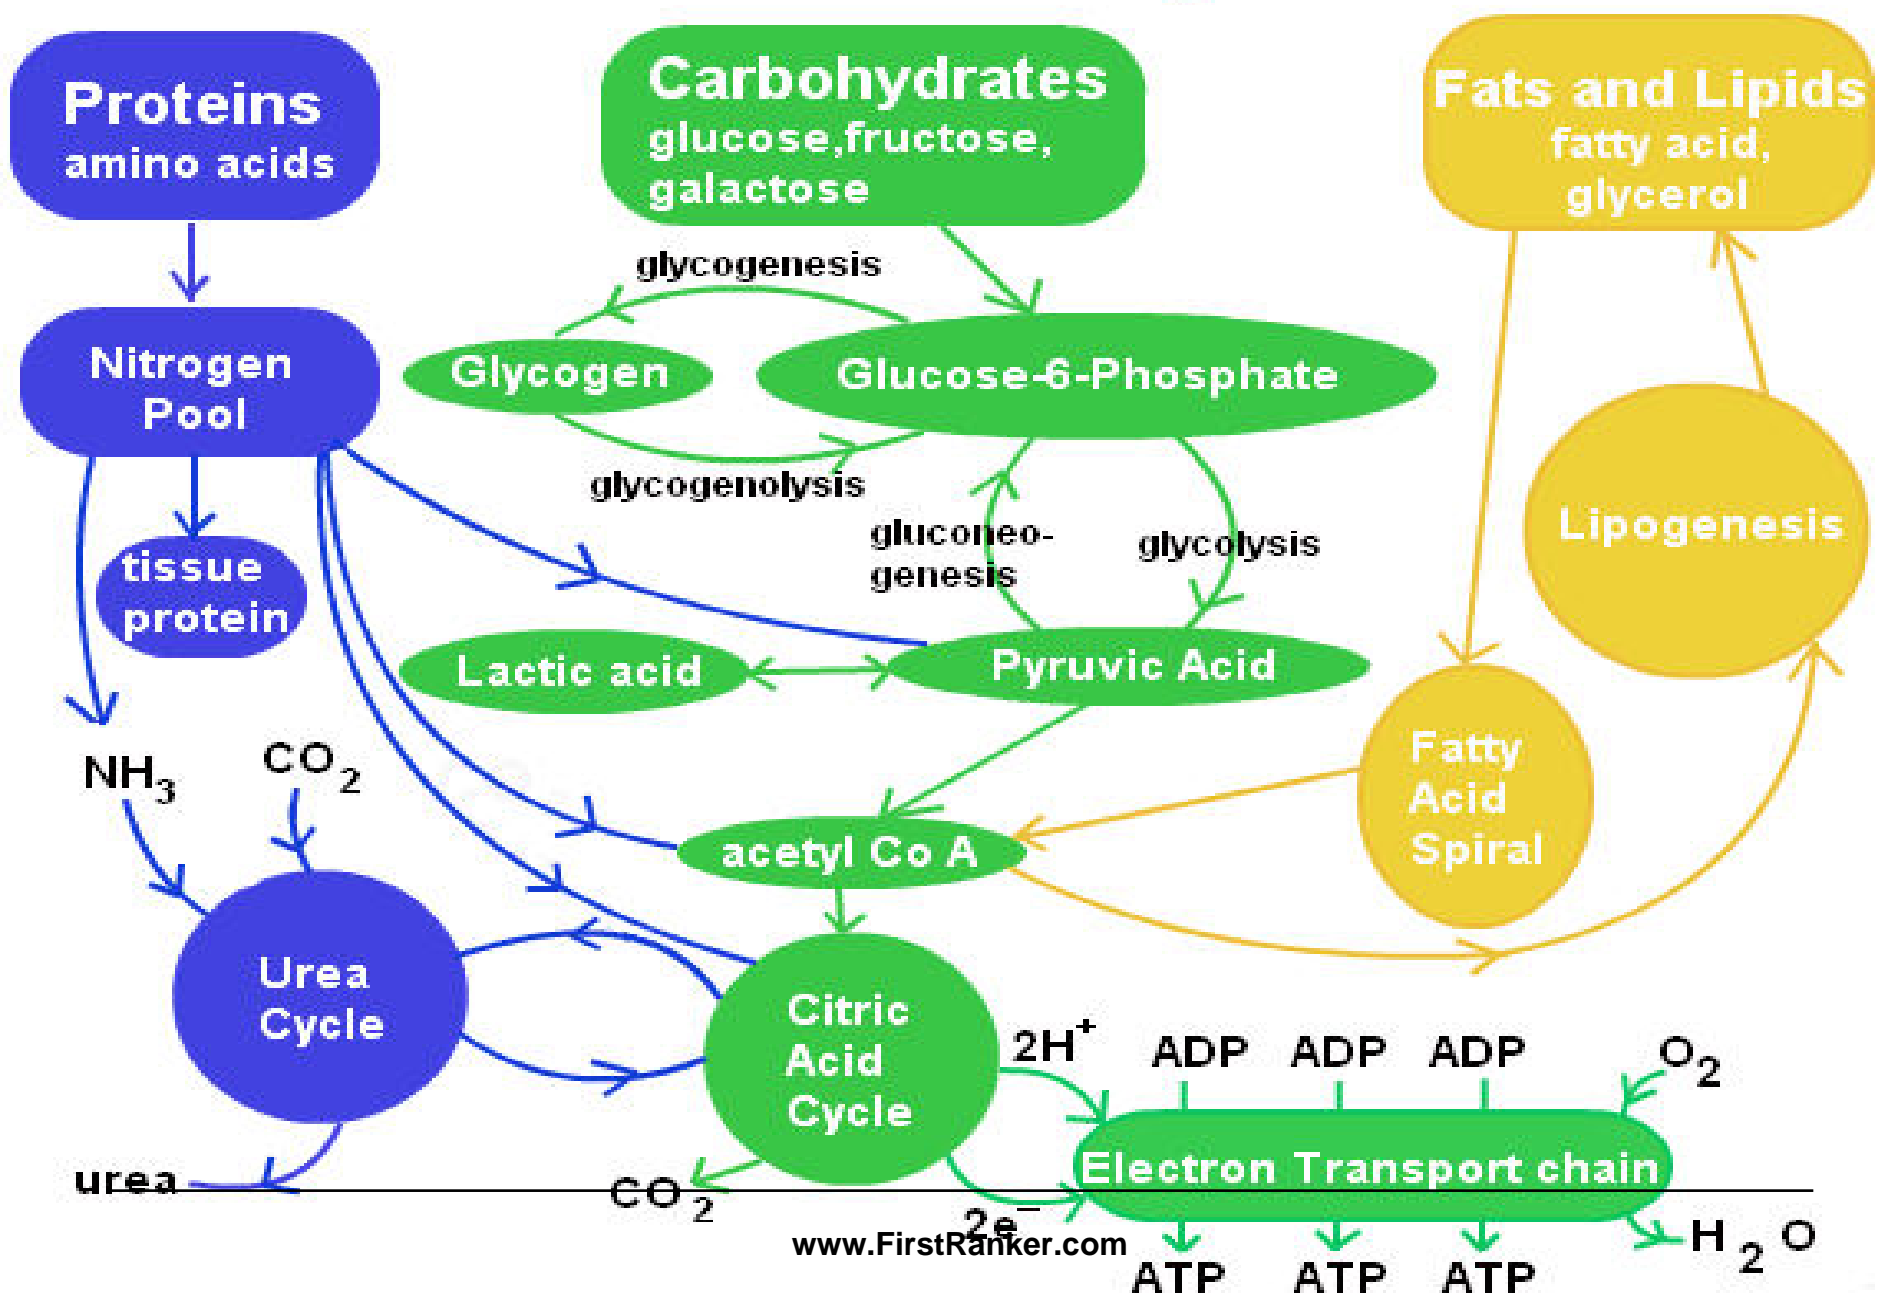 Proteins
amino acids
Carbohydrates
glucose,fructose,
galactose
Fats and Lipids
fatty acid,
glycerol
glycogenesis
Nitrogen
Pool
Glycogen
Glucose-6-Phosphate
glycogenolysis
gluconeo-
genesis
glycolysis
Lipogenesis
tissue
protein
Lactic acid
Pyruvic Acid
NH3
CO2
Fatty
Acid
Spiral
acetyl Co A
Urea
Cycle
Citric
Acid
Cycle
2H+
ADP ADP ADP
O2
Electron Transport chain
urea
CO2
2e−
H2O
www.FirstRanker.com
ATP ATP ATP